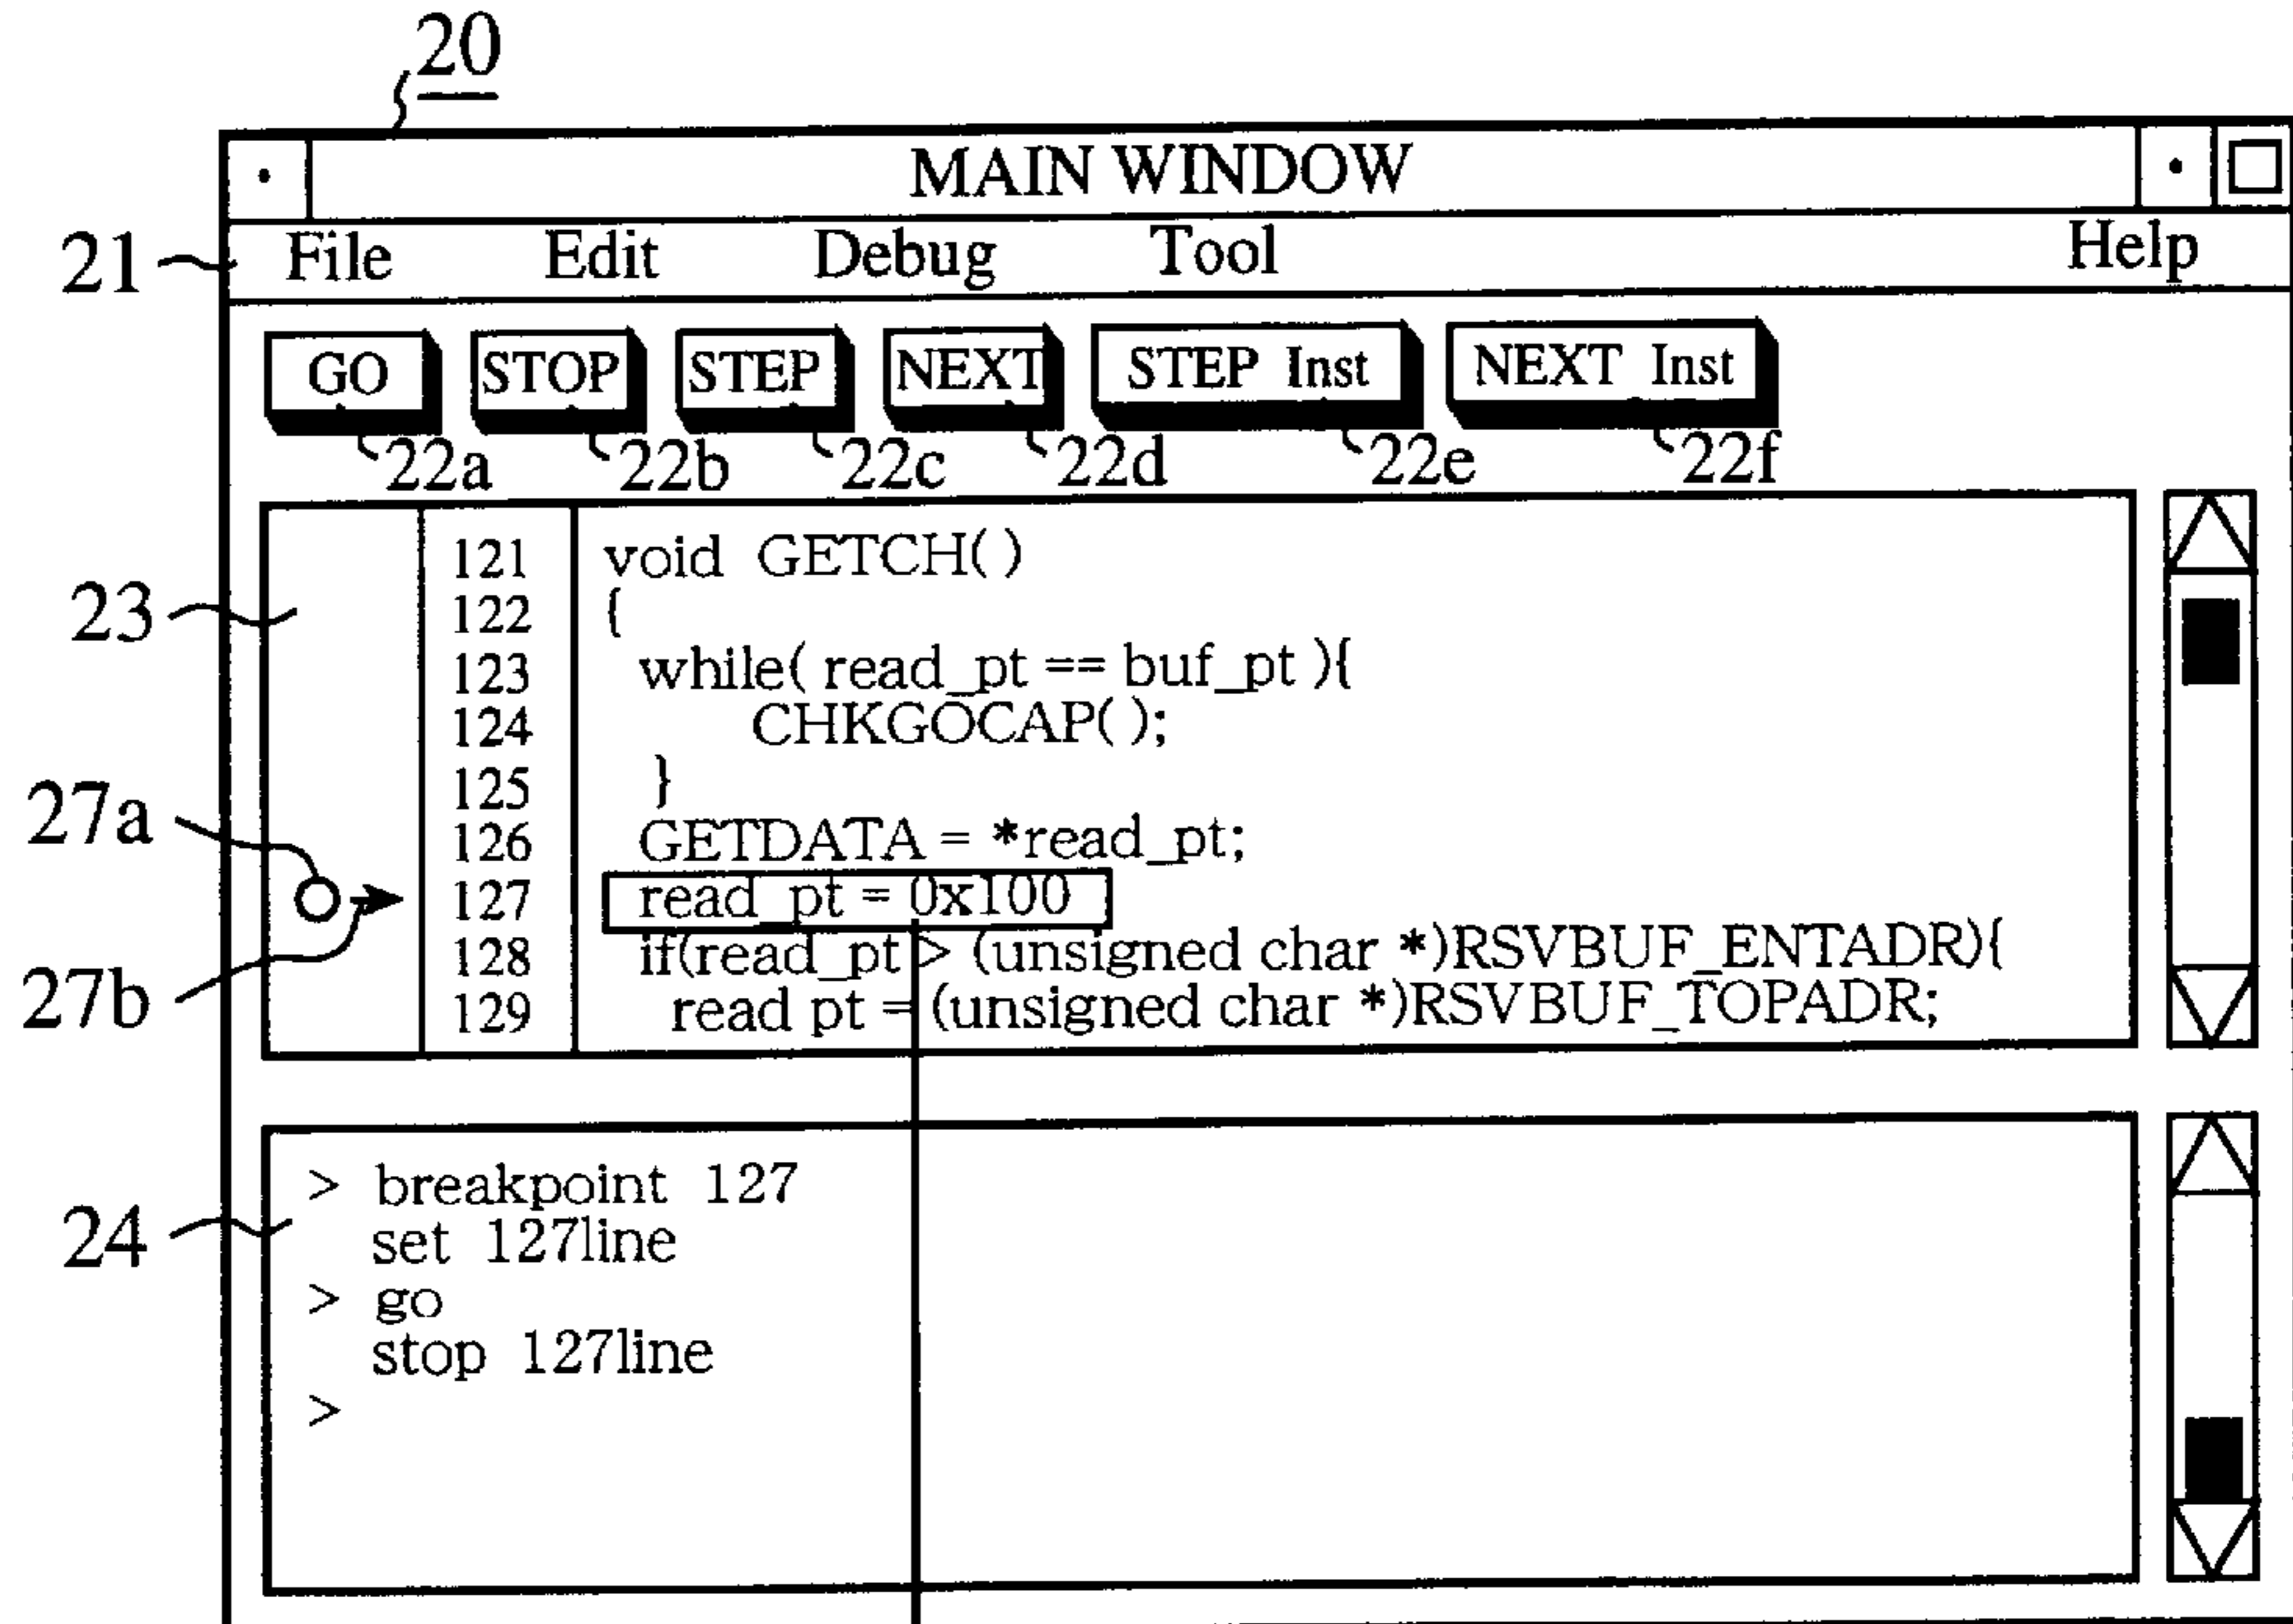 20
MAIN WINDOW
21 File Edit Debug Tool Help
GO STOP STEP NEXT STEP Inst NEXT Inst
22a 22b 22c 22d 22e 22f
23
121 void GETCH()
122 {
123 while( read_pt == buf_pt ){
124 CHKGOCAP();
125 }
27a
126 GETDATA = *read_pt;
127 read_pt = 0x100
27b
128 if(read_pt > (unsigned char *)RSVBUF_ENTADR){
129 read pt = (unsigned char *)RSVBUF_TOPADR;
24
> breakpoint 127
set 127line
> go
stop 127line
>